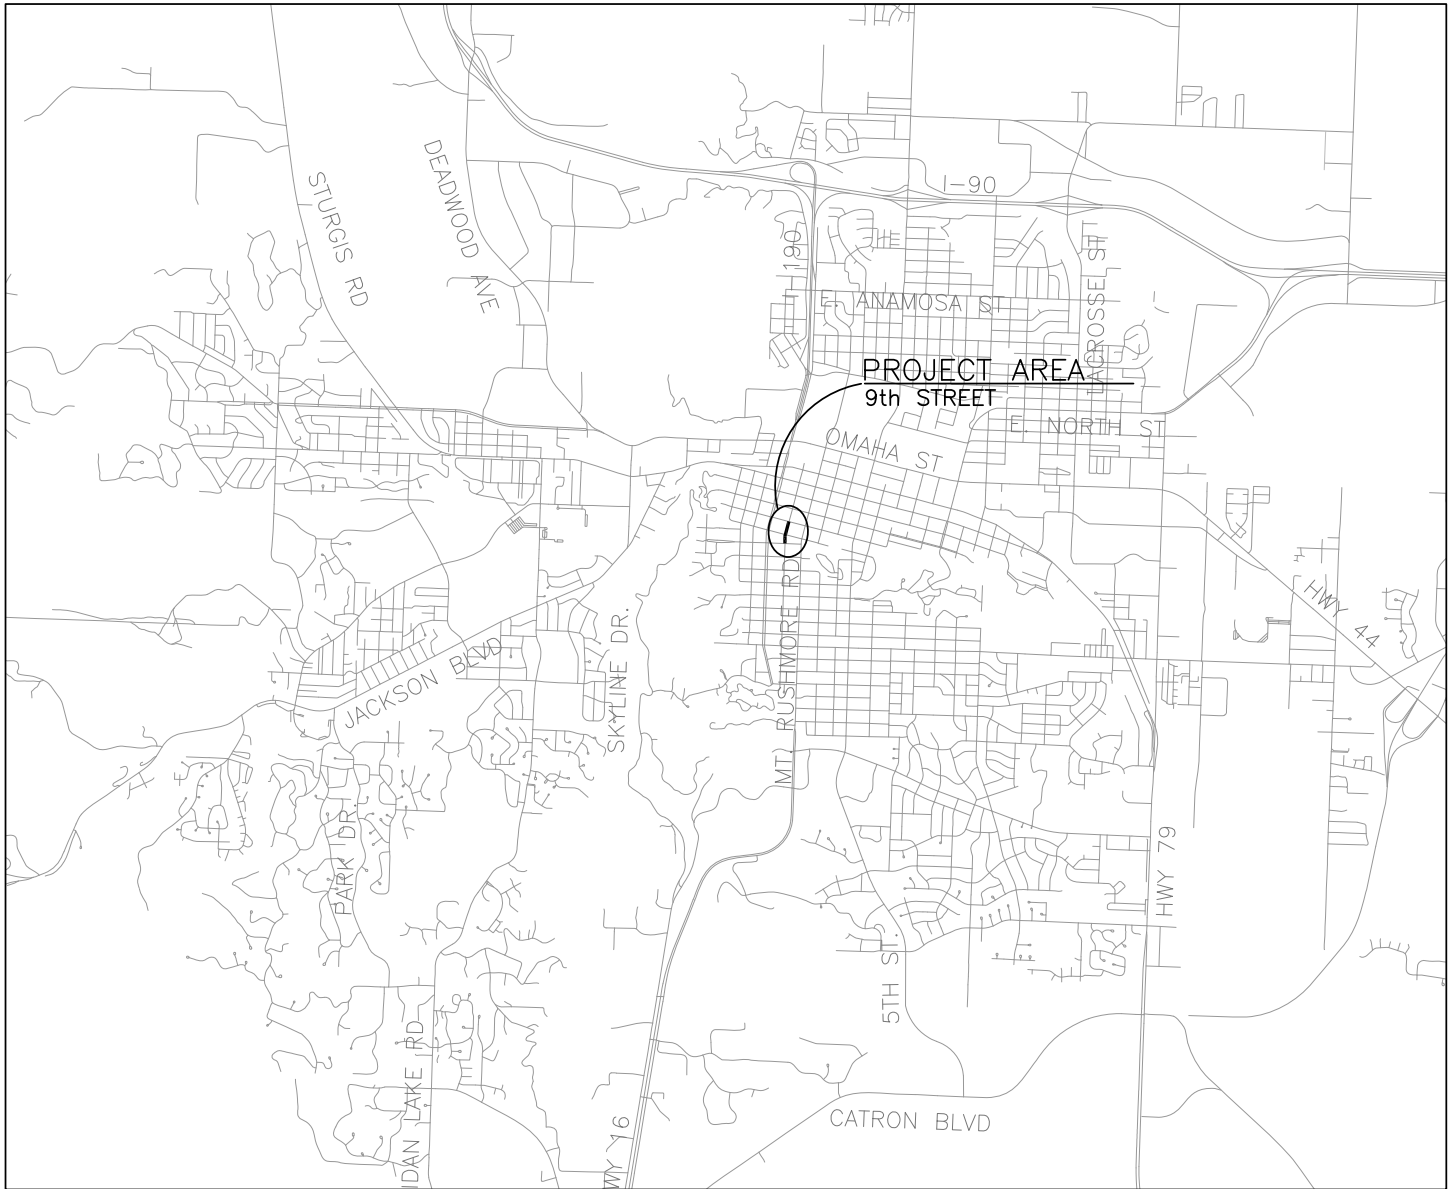 DEADWOOD AVE
STURGIS RD
I-90
190
LACROSSE ST
E. ANAMOSA ST
PROJECT AREA
9th STREET
E. NORTH ST
OMAHA ST
HWY 44
SKYLINE DR.
MT. RUSHMORE RD
JACKSON BLVD
PARK DR.
HWY 79
5TH ST.
IDAN LAKE RD
WY 16
CATRON BLVD